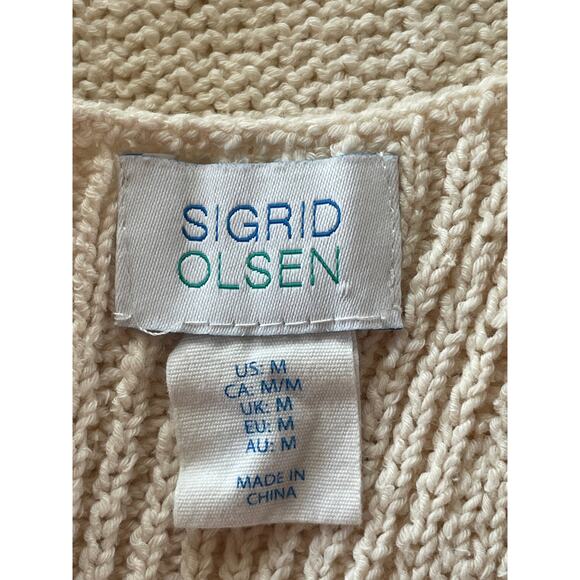 SIGRID
OLSEN
US: M
CA: M/M
UK: M
EU: M
AU: M
MADE IN
CHINA